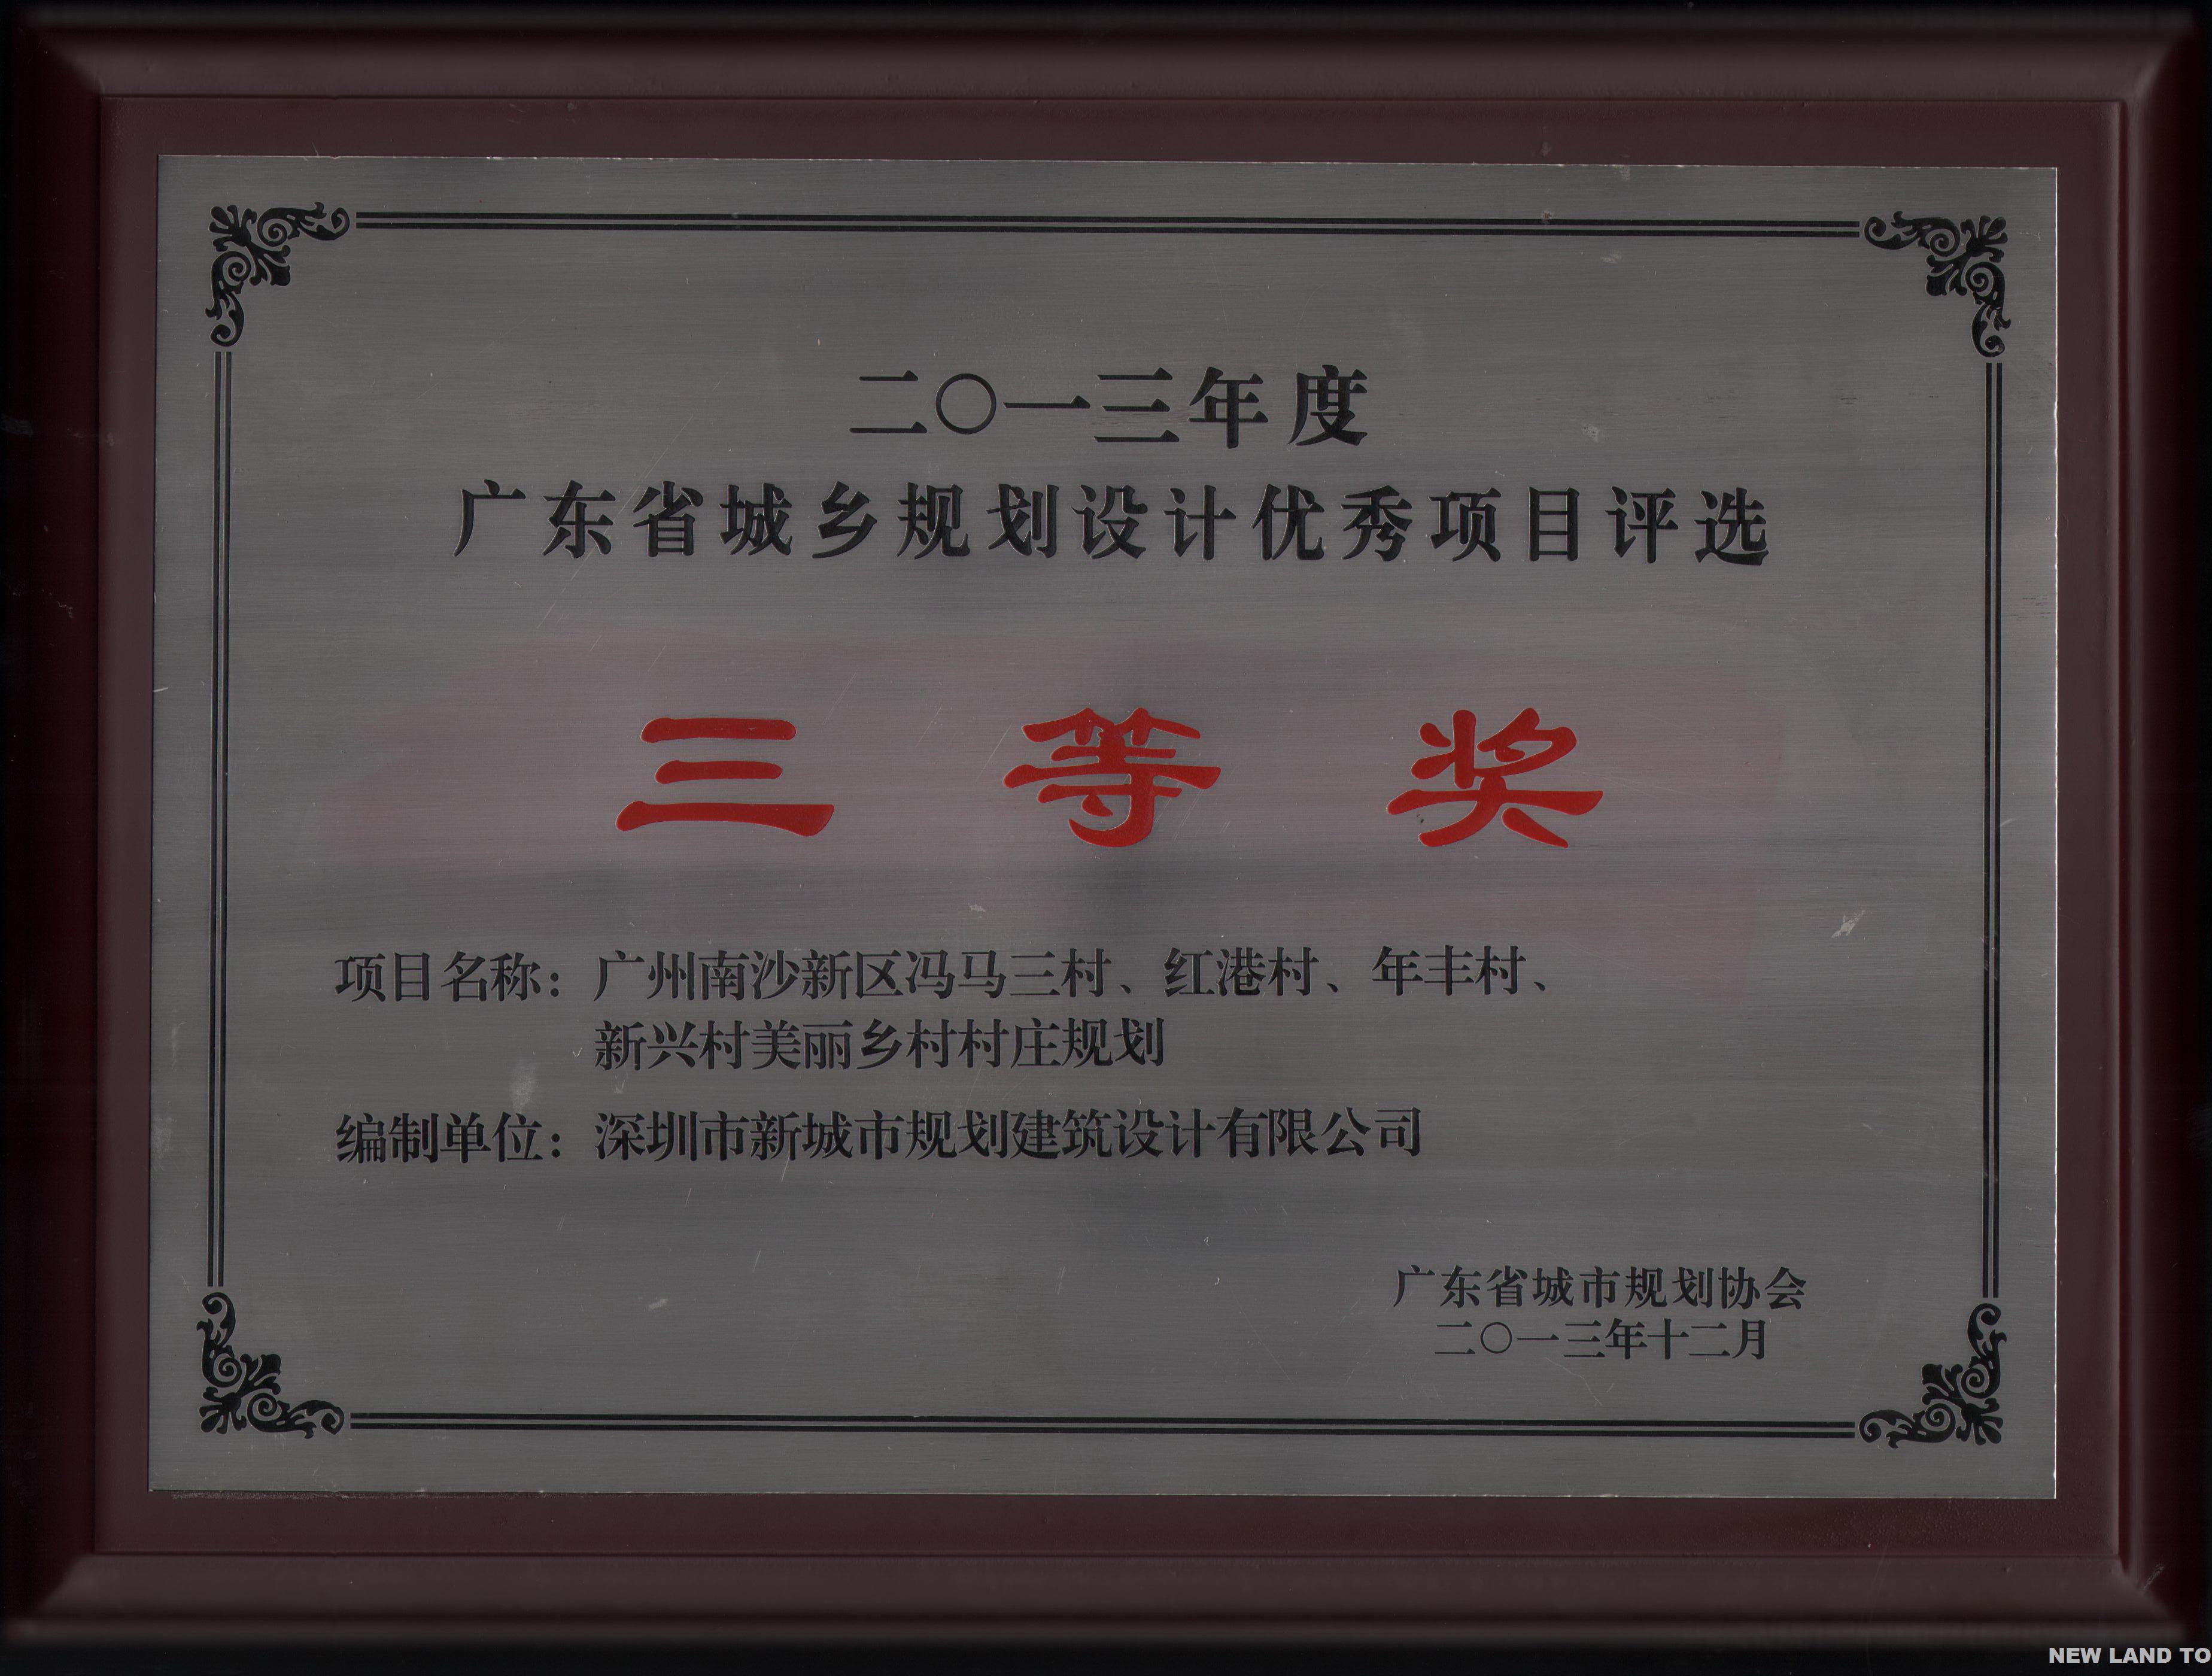 二〇一三年度
广东省城乡规划设计优秀项目评选
三等奖
项目名称：广州南沙新区冯马三村、红港村、年丰村、
新兴村美丽乡村村庄规划
编制单位：深圳市新城市规划建筑设计有限公司
广东省城市规划协会
二〇一三年十二月
NEW LAND TO